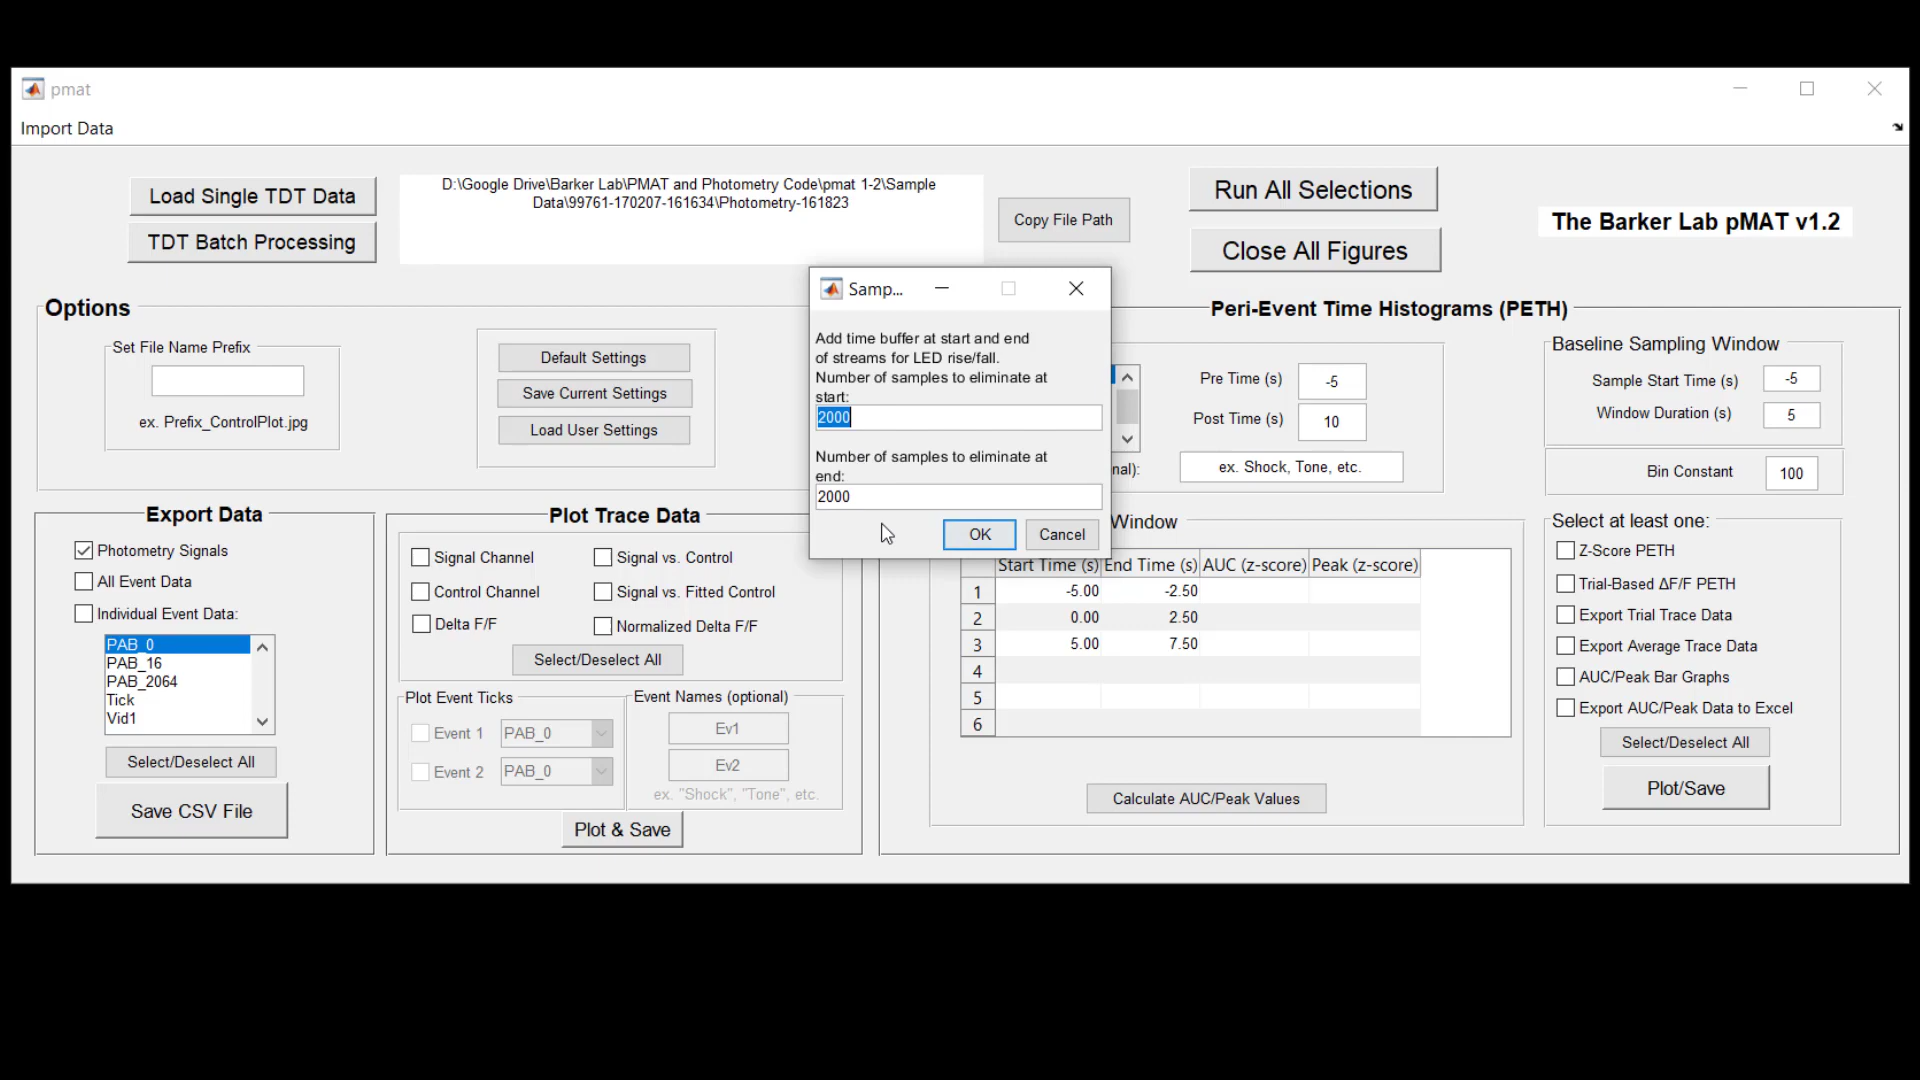 pmat
Import Data
Load Single TDT Data
TDT Batch Processing
D:\Google Drive\Barker Lab\PMAT and Photometry Code\pmat 1-2\Sample
Data\99761-170207-161634\Photometry-161823
Copy File Path
Run All Selections
Close All Figures
The Barker Lab pMAT v1.2
Options
Set File Name Prefix
ex. Prefix_ControlPlot.jpg
Default Settings
Save Current Settings
Load User Settings
Samp...
Add time buffer at start and end
of streams for LED rise/fall.
Number of samples to eliminate at
start:
2000
Number of samples to eliminate at
end:
2000
OK
Cancel
Peri-Event Time Histograms (PETH)
Pre Time (s)
-5
Post Time (s)
10
nal):
ex. Shock, Tone, etc.
Baseline Sampling Window
Sample Start Time (s)
-5
Window Duration (s)
5
Bin Constant
100
Export Data
Photometry Signals
All Event Data
Individual Event Data:
PAB_0
PAB_16
PAB_2064
Tick
Vid1
Select/Deselect All
Save CSV File
Plot Trace Data
Signal Channel
Signal vs. Control
Control Channel
Signal vs. Fitted Control
Delta F/F
Normalized Delta F/F
Select/Deselect All
Plot Event Ticks
Event 1
PAB_0
Event 2
PAB_0
Event Names (optional)
Ev1
Ev2
ex. "Shock", "Tone", etc.
Plot & Save
Window
Start Time (s) End Time (s) AUC (z-score) Peak (z-score)
1 -5.00 -2.50
2 0.00 2.50
3 5.00 7.50
4
5
6
Calculate AUC/Peak Values
Select at least one:
Z-Score PETH
Trial-Based ΔF/F PETH
Export Trial Trace Data
Export Average Trace Data
AUC/Peak Bar Graphs
Export AUC/Peak Data to Excel
Select/Deselect All
Plot/Save